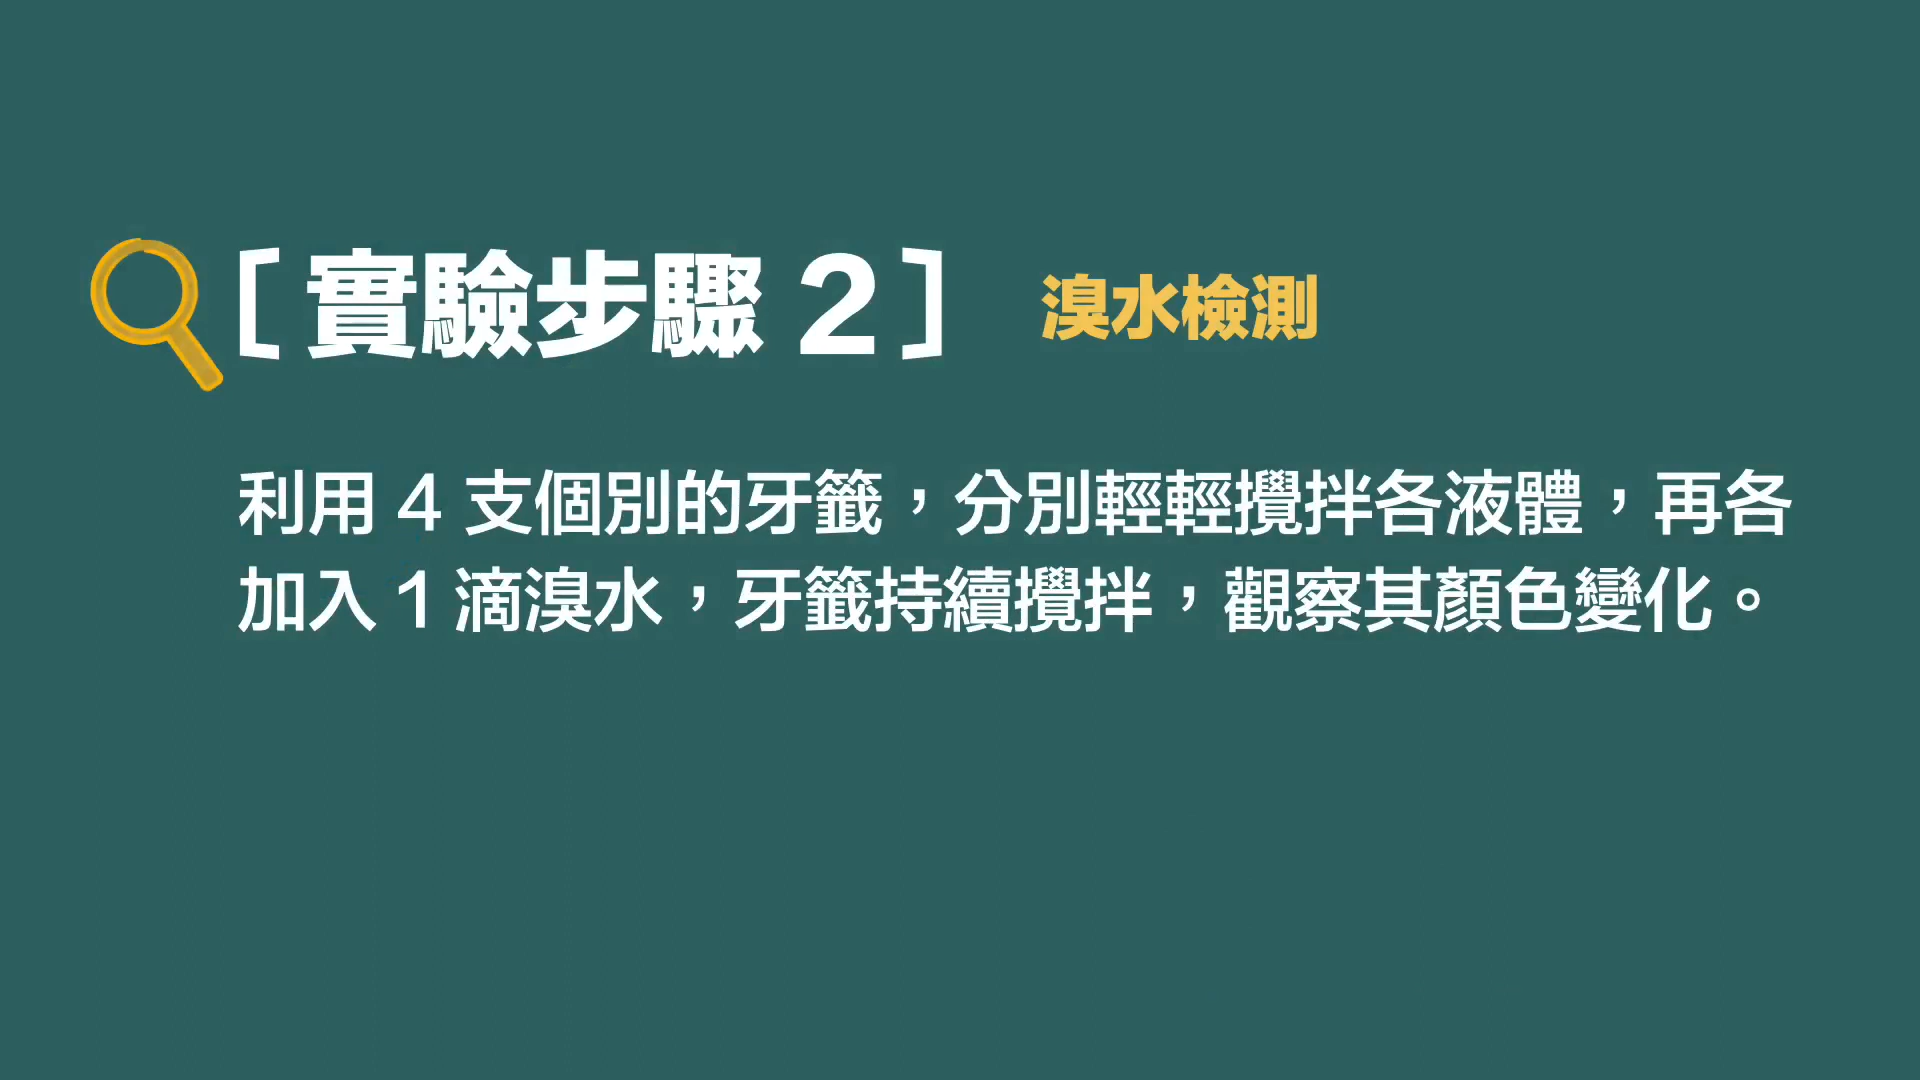 [ 實驗步驟 2 ] 溴水檢測
利用 4 支個別的牙籤，分別輕輕攪拌各液體，再各
加入 1 滴溴水，牙籤持續攪拌，觀察其顏色變化。